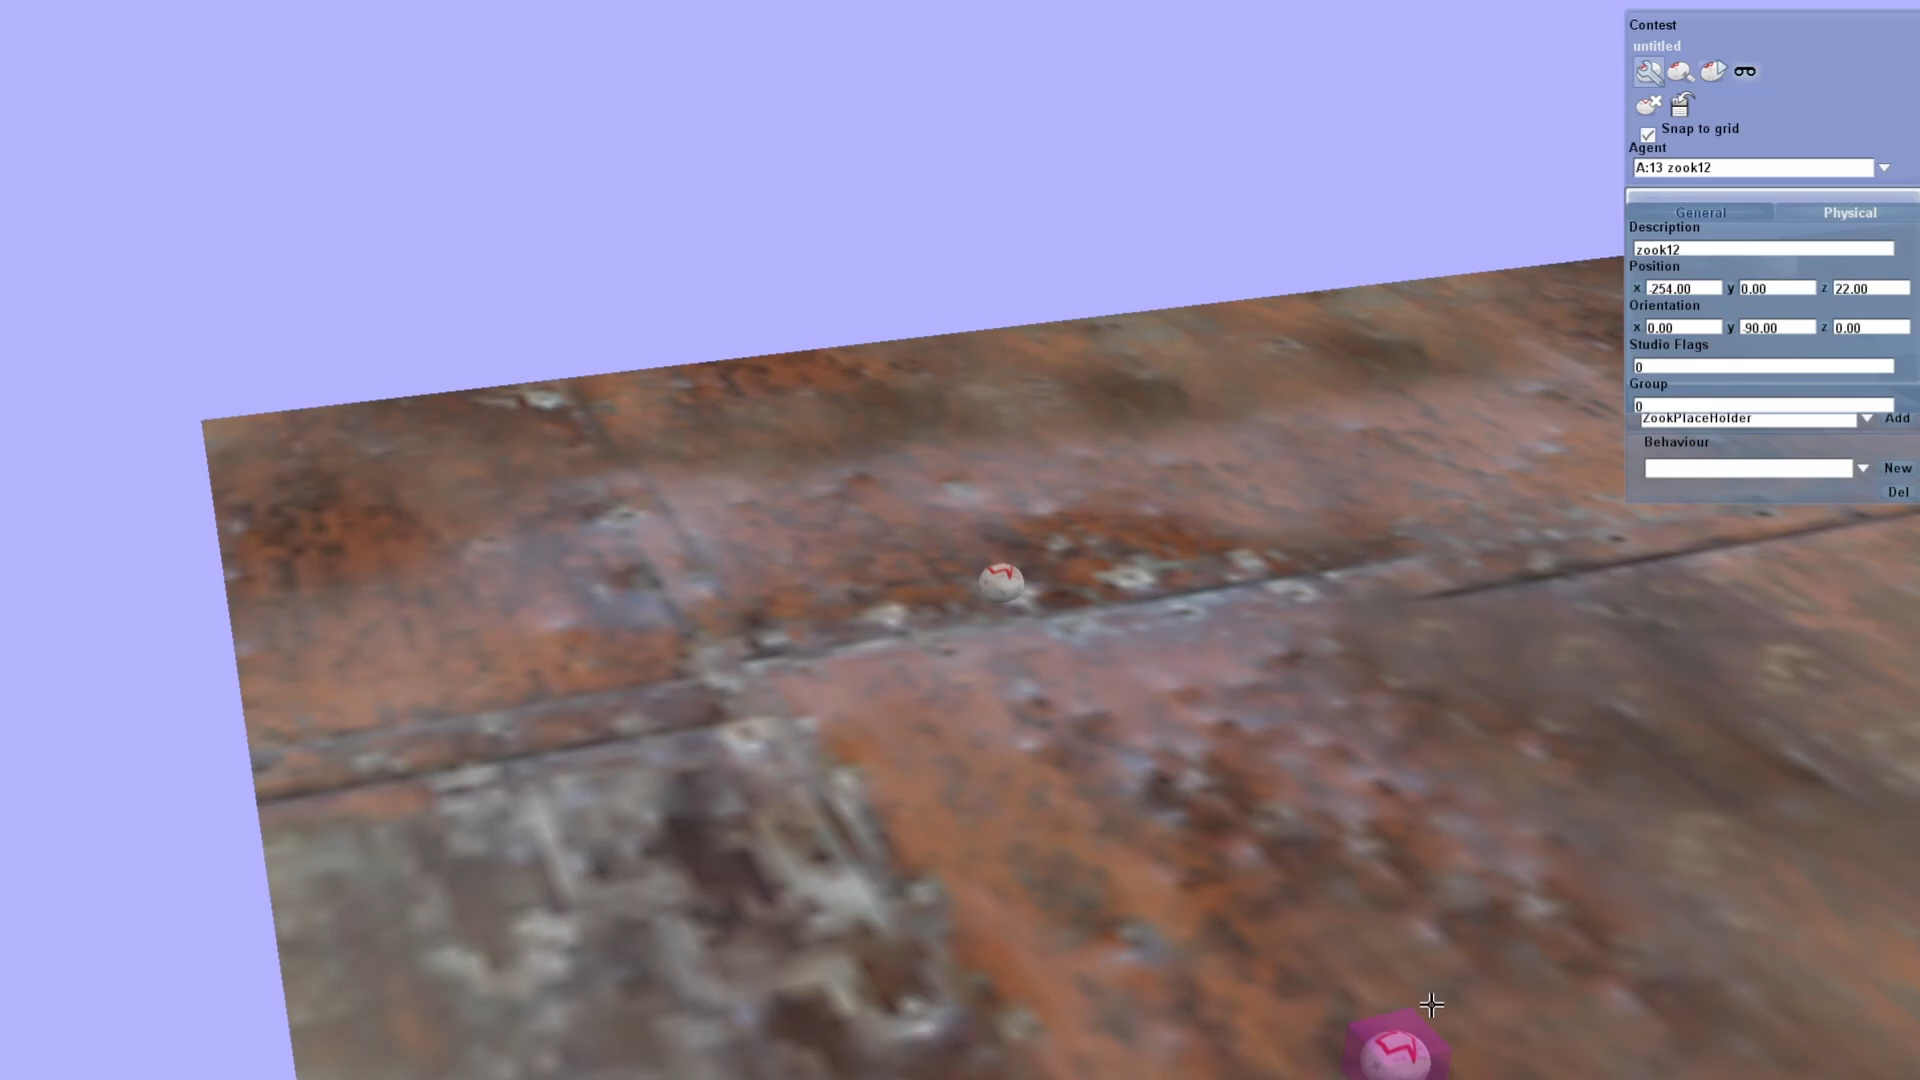 Contest
untitled
Snap to grid
Agent
A:13 zook12
General Physical
Description
zook12
Position
x -254.00 y 0.00 z 22.00
Orientation
x 0.00 y -90.00 z 0.00
Studio Flags
0
Group
0
ZookPlaceHolder Add
Behaviour
New
Del